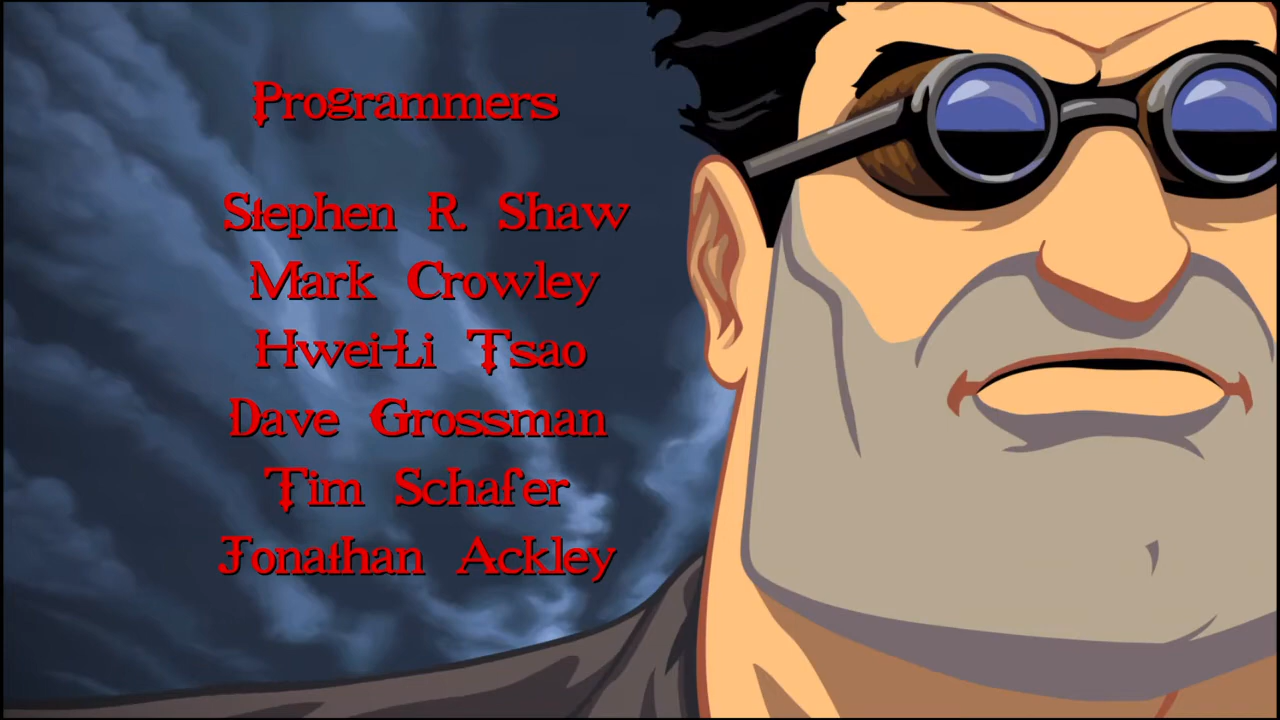 Programmers
Stephen R. Shaw
Mark Crowley
Hwei-Li Tsao
Dave Grossman
Tim Schafer
Jonathan Ackley